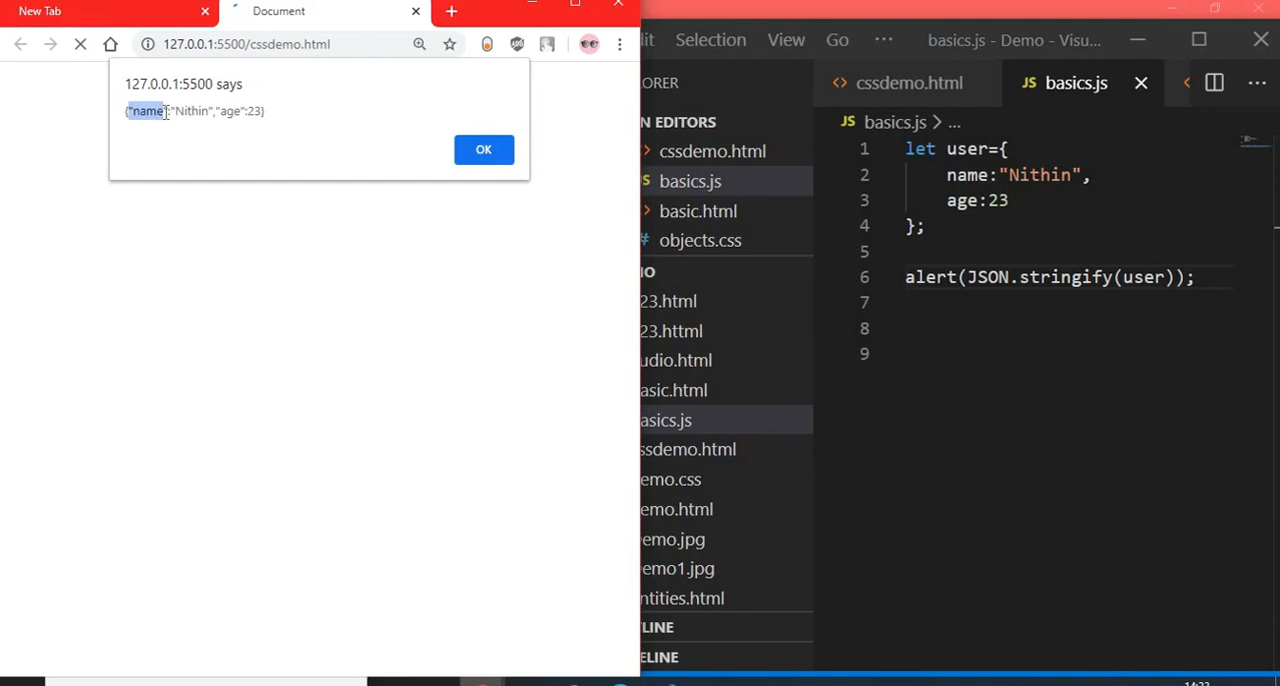 New Tab
Document
127.0.0.1:5500/cssdemo.html
127.0.0.1:5500 says
{"name":"Nithin","age":23}
OK
it Selection View Go ... basics.js - Demo - Visu...
ORER
cssdemo.html
JS basics.js
N EDITORS
cssdemo.html
S basics.js
basic.html
# objects.css
MO
23.html
23.httml
udio.html
asic.html
asics.js
ssdemo.html
emo.css
emo.html
emo.jpg
emo1.jpg
ntities.html
LINE
ELINE
JS basics.js > ...
1 let user={
2 name:"Nithin",
3 age:23
4 };
5
6 alert(JSON.stringify(user));
7
8
9